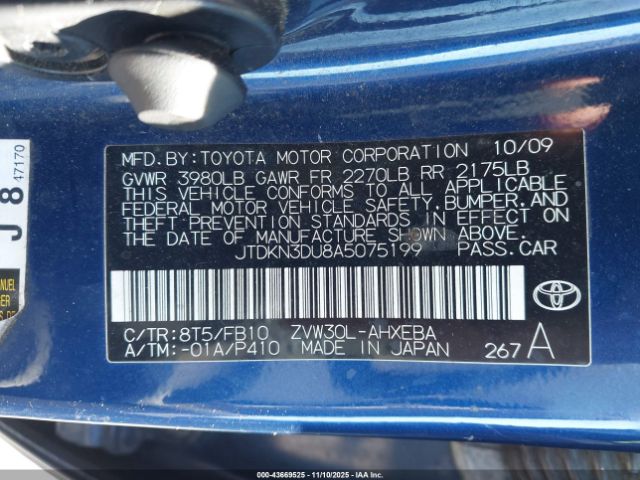 MFD. BY: TOYOTA MOTOR CORPORATION 10/09
GVWR 3980LB GAWR FR 2270LB RR 2175LB
THIS VEHICLE CONFORMS TO ALL APPLICABLE
FEDERAL MOTOR VEHICLE SAFETY, BUMPER, AND
THEFT PREVENTION STANDARDS IN EFFECT ON
THE DATE OF MANUFACTURE SHOWN ABOVE.
JTDKN3DU8A5075199 PASS.CAR
C/TR: 8T5/FB10 ZVW30L-AHXEBA
A/TM: -01A/P410 MADE IN JAPAN 267 A
TOYOTA
J 8
47170
000-43669525 - 11/10/2025 - IAAI.COM